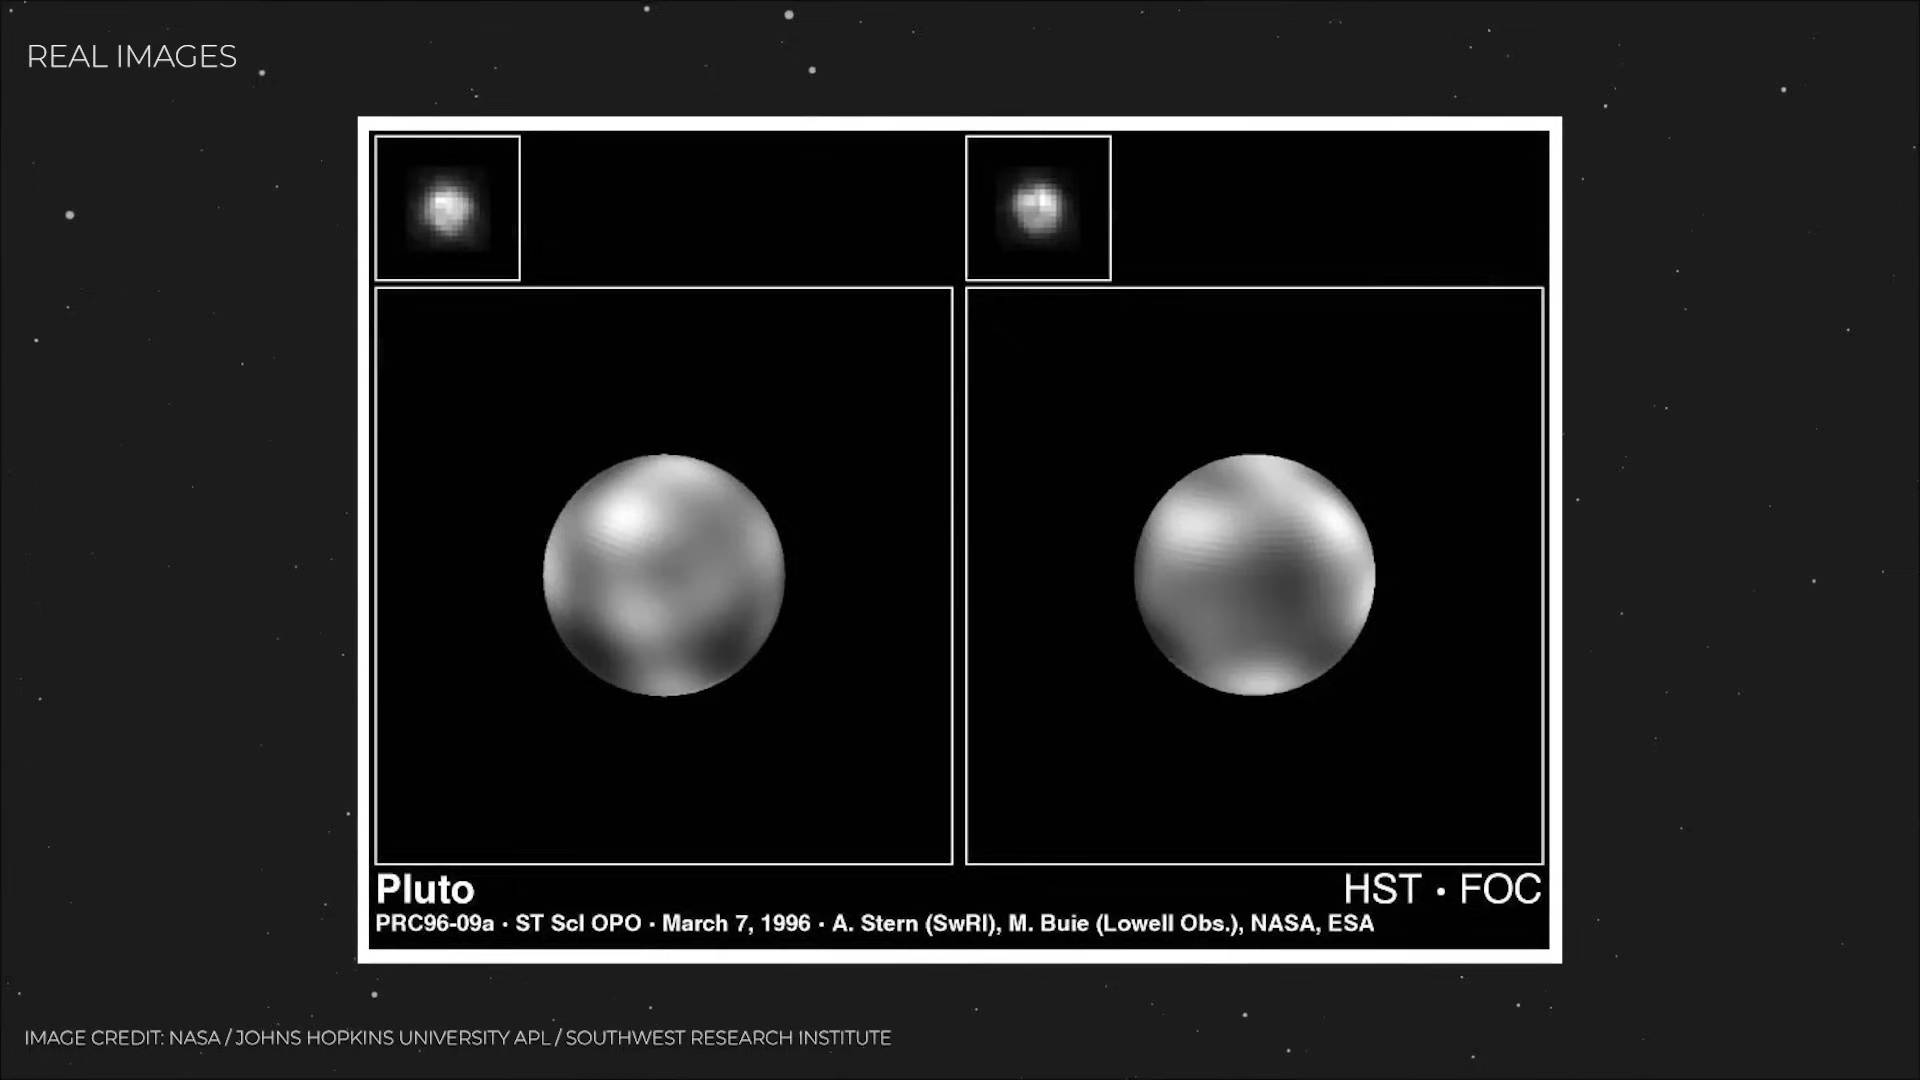 REAL IMAGES
Pluto
HST · FOC
PRC96-09a · ST ScI OPO · March 7, 1996 · A. Stern (SwRI), M. Buie (Lowell Obs.), NASA, ESA
IMAGE CREDIT: NASA / JOHNS HOPKINS UNIVERSITY APL / SOUTHWEST RESEARCH INSTITUTE